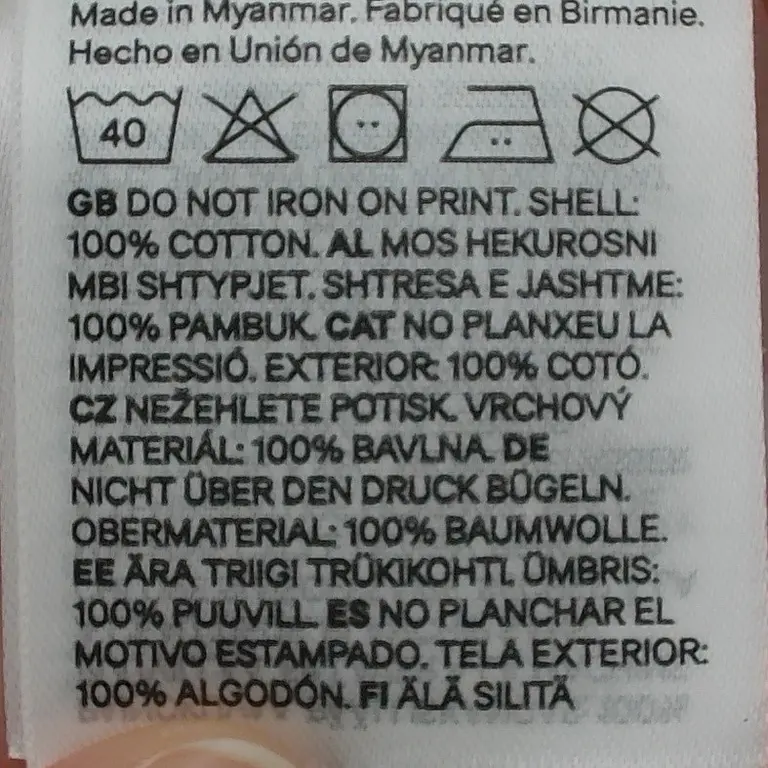 Made in Myanmar. Fabriqué en Birmanie.
Hecho en Unión de Myanmar.
40
GB DO NOT IRON ON PRINT. SHELL:
100% COTTON. AL MOS HEKUROSNI
MBI SHTYPJET. SHTRESA E JASHTME:
100% PAMBUK. CAT NO PLANXEU LA
IMPRESSIÓ. EXTERIOR: 100% COTÓ.
CZ NEŽEHLETE POTISK. VRCHOVÝ
MATERIÁL: 100% BAVLNA. DE
NICHT ÜBER DEN DRUCK BÜGELN.
OBERMATERIAL: 100% BAUMWOLLE.
EE ÄRA TRIIGI TRÜKIKOHTI. ÜMBRIS:
100% PUUVILL. ES NO PLANCHAR EL
MOTIVO ESTAMPADO. TELA EXTERIOR:
100% ALGODÓN. FI ÄLÄ SILITÄ